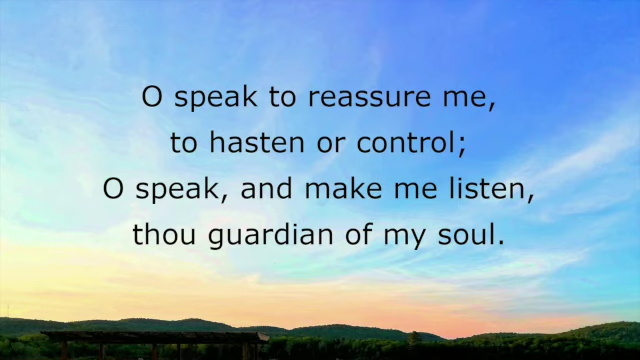 O speak to reassure me,
to hasten or control;
O speak, and make me listen,
thou guardian of my soul.